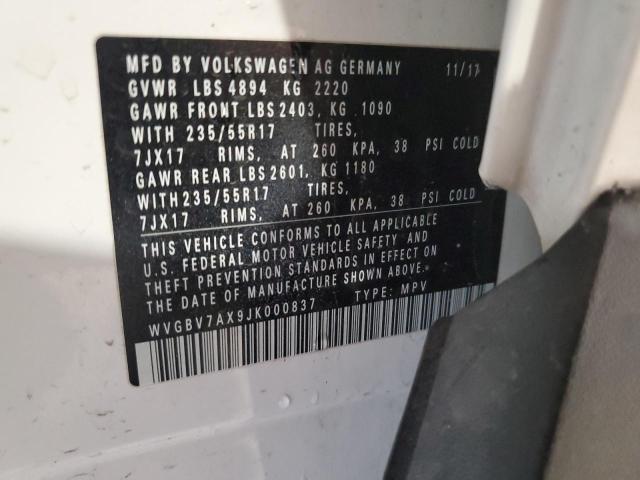 MFD BY VOLKSWAGEN AG GERMANY 11/17
GVWR LBS 4894 KG 2220
GAWR FRONT LBS 2403, KG 1090
WITH 235/55R17 TIRES,
7JX17 RIMS, AT 260 KPA, 38 PSI COLD
GAWR REAR LBS 2601, KG 1180
WITH 235/55R17 TIRES,
7JX17 RIMS, AT 260 KPA, 38 PSI COLD
THIS VEHICLE CONFORMS TO ALL APPLICABLE
U.S. FEDERAL MOTOR VEHICLE SAFETY AND
THEFT PREVENTION STANDARDS IN EFFECT ON
THE DATE OF MANUFACTURE SHOWN ABOVE.
WVGBV7AX9JK000837 TYPE: MPV